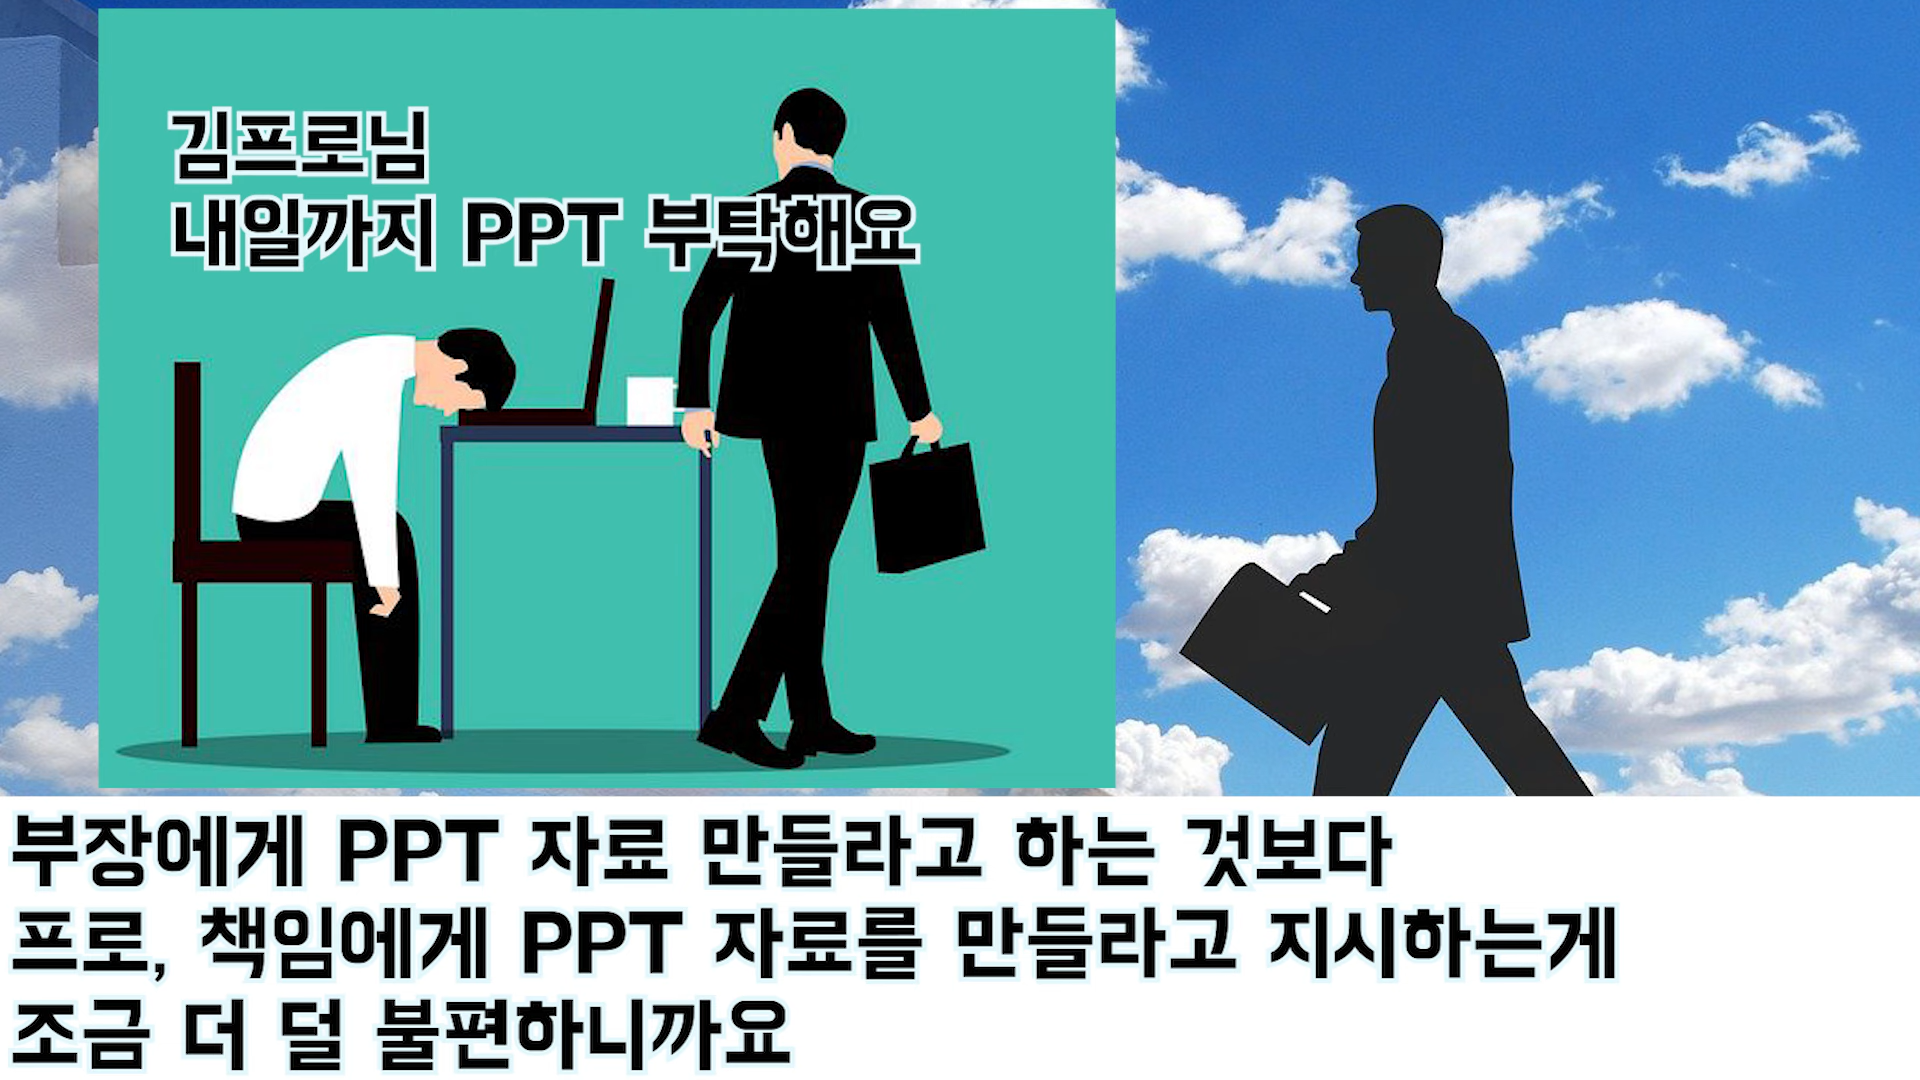 김프로님
내일까지 PPT 부탁해요
부장에게 PPT 자료 만들라고 하는 것보다
프로, 책임에게 PPT 자료를 만들라고 지시하는게
조금 더 덜 불편하니까요